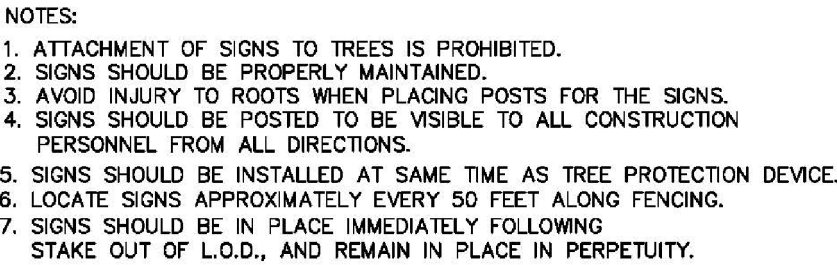 NOTES:
1. ATTACHMENT OF SIGNS TO TREES IS PROHIBITED.
2. SIGNS SHOULD BE PROPERLY MAINTAINED.
3. AVOID INJURY TO ROOTS WHEN PLACING POSTS FOR THE SIGNS.
4. SIGNS SHOULD BE POSTED TO BE VISIBLE TO ALL CONSTRUCTION
PERSONNEL FROM ALL DIRECTIONS.
5. SIGNS SHOULD BE INSTALLED AT SAME TIME AS TREE PROTECTION DEVICE.
6. LOCATE SIGNS APPROXIMATELY EVERY 50 FEET ALONG FENCING.
7. SIGNS SHOULD BE IN PLACE IMMEDIATELY FOLLOWING
STAKE OUT OF L.O.D., AND REMAIN IN PLACE IN PERPETUITY.